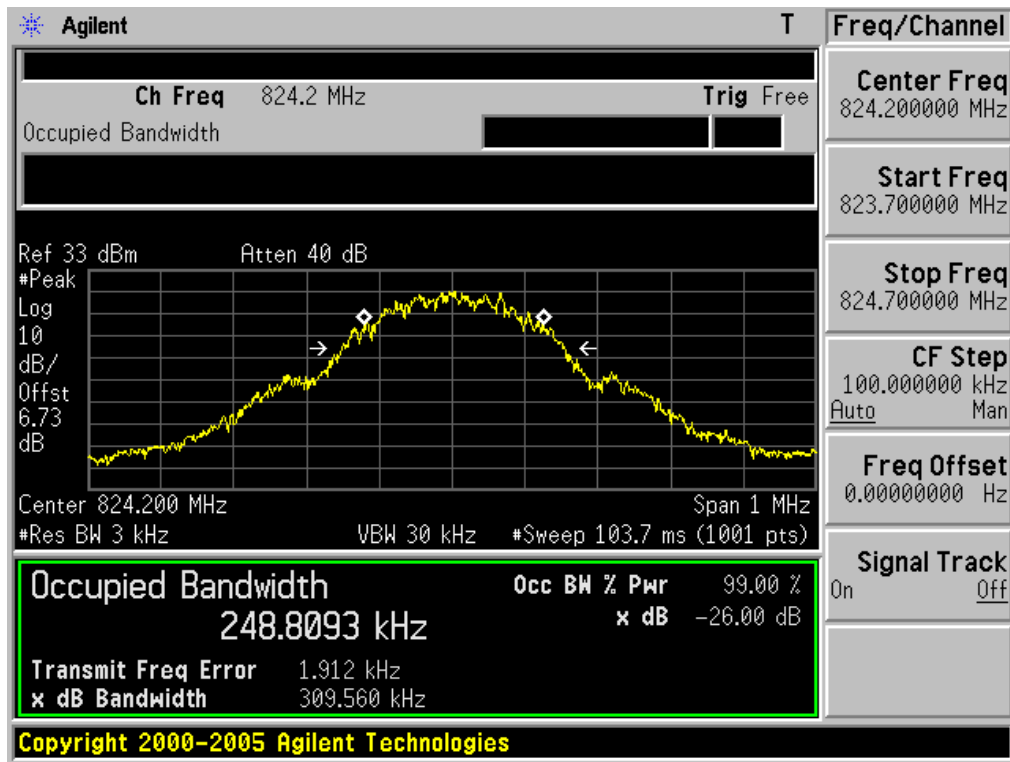 Agilent T
Ch Freq 824.2 MHz Trig Free
Occupied Bandwidth
Ref 33 dBm Atten 40 dB
#Peak
Log
10
dB/
Offst
6.73
dB
Center 824.200 MHz Span 1 MHz
#Res BW 3 kHz VBW 30 kHz #Sweep 103.7 ms (1001 pts)
Occupied Bandwidth Occ BW % Pwr 99.00 %
248.8093 kHz x dB -26.00 dB
Transmit Freq Error 1.912 kHz
x dB Bandwidth 309.560 kHz
Copyright 2000-2005 Agilent Technologies
Freq/Channel
Center Freq
824.200000 MHz
Start Freq
823.700000 MHz
Stop Freq
824.700000 MHz
CF Step
100.000000 kHz
Auto Man
Freq Offset
0.00000000 Hz
Signal Track
On Off